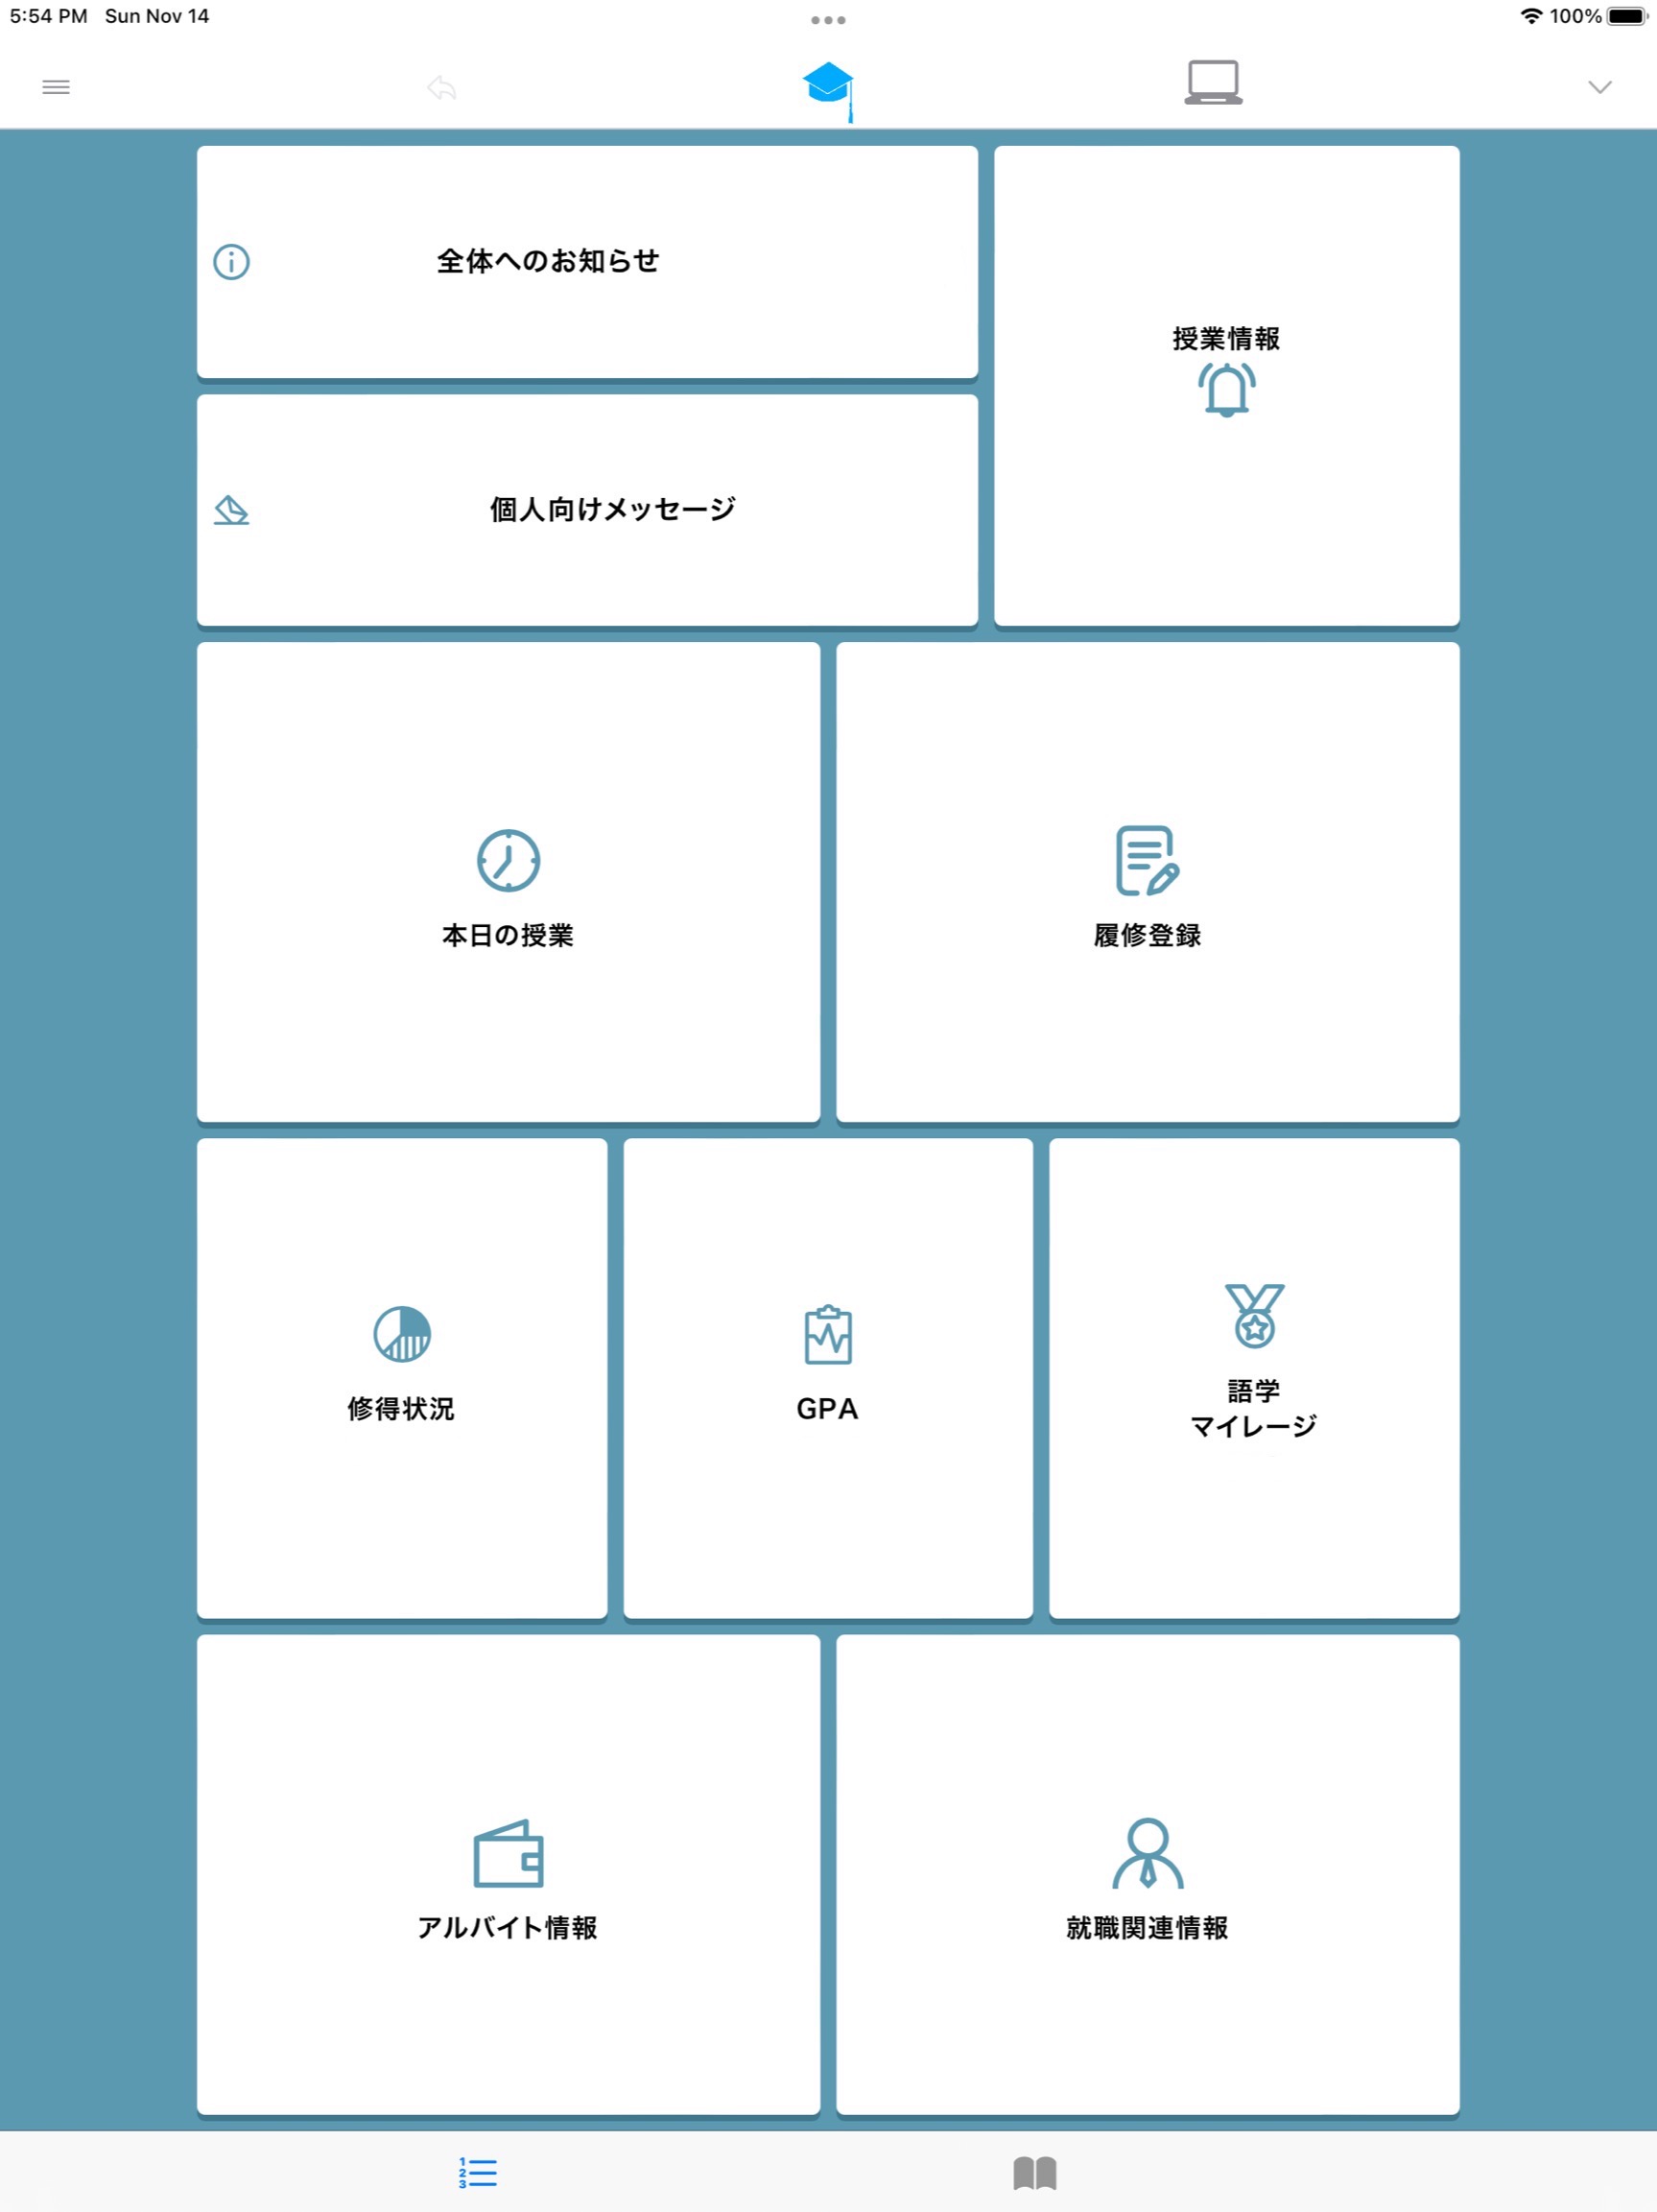 5:54 PM Sun Nov 14
100%
全体へのお知らせ
授業情報
個人向けメッセージ
本日の授業
履修登録
修得状況
GPA
語学
マイレージ
アルバイト情報
就職関連情報
1
2
3